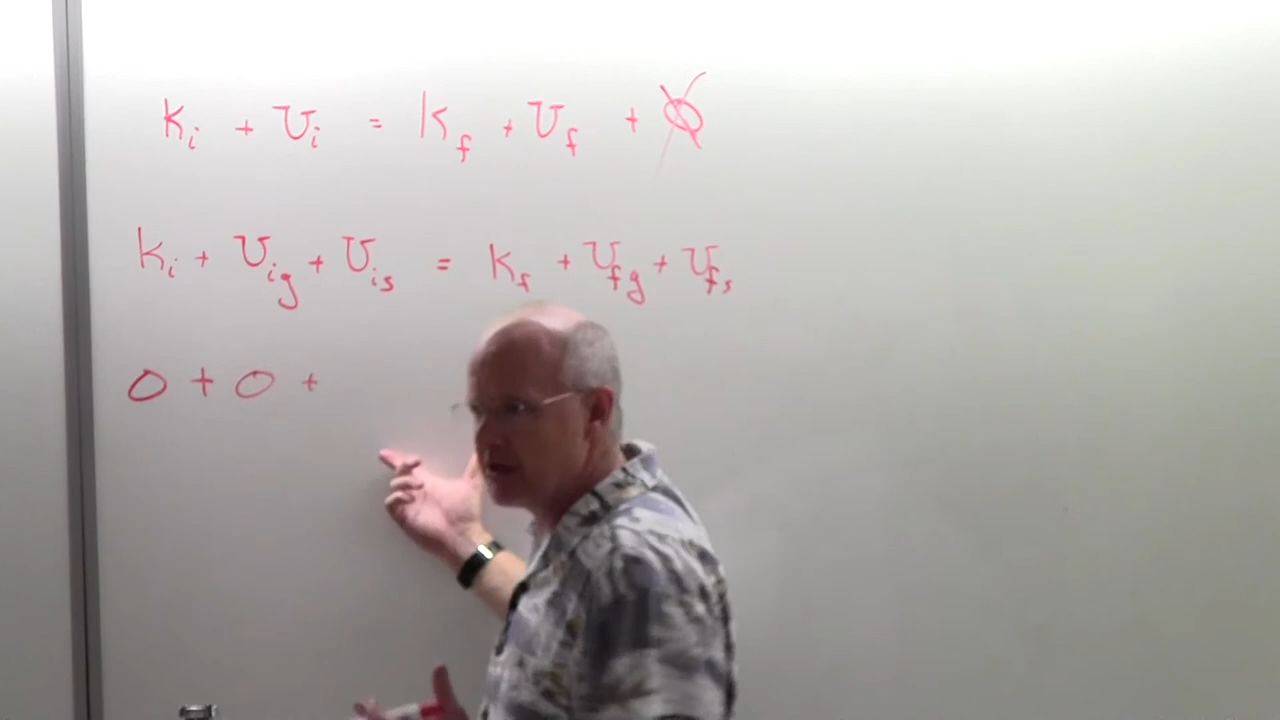 Ki + Ui = Kf + Uf + Q
Ki + Uig + Uis = Kf + Ufg + Ufs
0 + 0 +